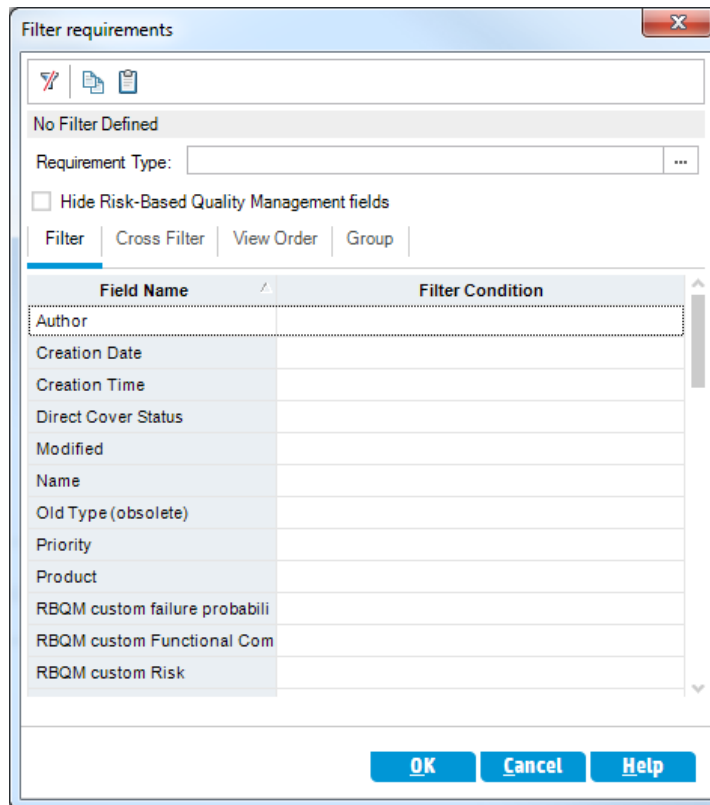 Filter requirements
No Filter Defined
Requirement Type:
...
Hide Risk-Based Quality Management fields
Filter Cross Filter View Order Group
Field Name Filter Condition
Author
Creation Date
Creation Time
Direct Cover Status
Modified
Name
Old Type (obsolete)
Priority
Product
RBQM custom failure probabili
RBQM custom Functional Com
RBQM custom Risk
OK Cancel Help